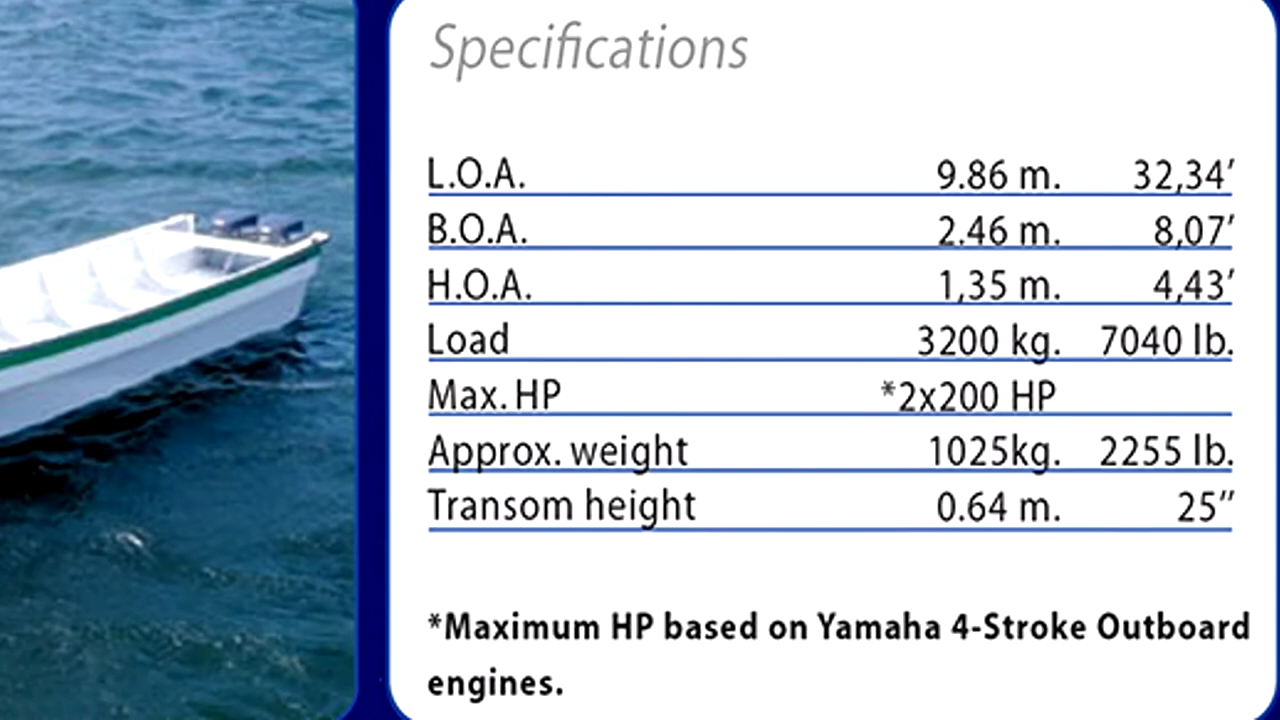 Specifications
L.O.A. 9.86 m. 32,34’
B.O.A. 2.46 m. 8,07’
H.O.A. 1,35 m. 4,43’
Load 3200 kg. 7040 lb.
Max. HP *2x200 HP
Approx. weight 1025kg. 2255 lb.
Transom height 0.64 m. 25’’
*Maximum HP based on Yamaha 4-Stroke Outboard
engines.